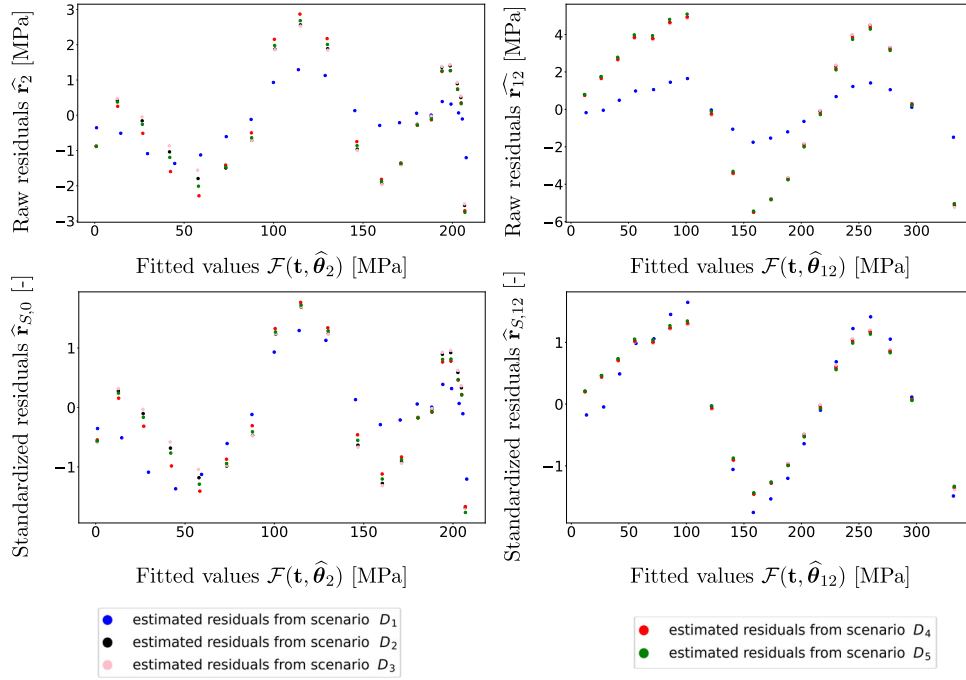 Raw residuals r̂₂ [MPa]
3
2
1
0
−1
−2
−3
0 50 100 150 200
Fitted values F(t, θ̂₂) [MPa]
Raw residuals r̂₁₂ [MPa]
4
2
0
−2
−4
−6
0 50 100 150 200 250 300
Fitted values F(t, θ̂₁₂) [MPa]
Standardized residuals r̂_{S,0} [-]
1
0
−1
0 50 100 150 200
Fitted values F(t, θ̂₂) [MPa]
Standardized residuals r̂_{S,12} [-]
1
0
−1
0 50 100 150 200 250 300
Fitted values F(t, θ̂₁₂) [MPa]
estimated residuals from scenario D₁
estimated residuals from scenario D₂
estimated residuals from scenario D₃
estimated residuals from scenario D₄
estimated residuals from scenario D₅